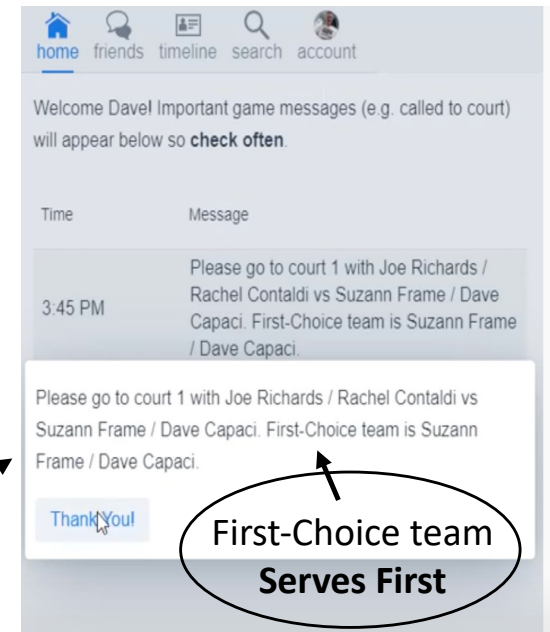 home friends timeline search account
Welcome Dave! Important game messages (e.g. called to court)
will appear below so check often.
Time Message
Please go to court 1 with Joe Richards /
Rachel Contaldi vs Suzann Frame / Dave
3:45 PM
Capaci. First-Choice team is Suzann Frame
/ Dave Capaci.
Please go to court 1 with Joe Richards / Rachel Contaldi vs
Suzann Frame / Dave Capaci. First-Choice team is Suzann
Frame / Dave Capaci.
Thank You!
First-Choice team
Serves First